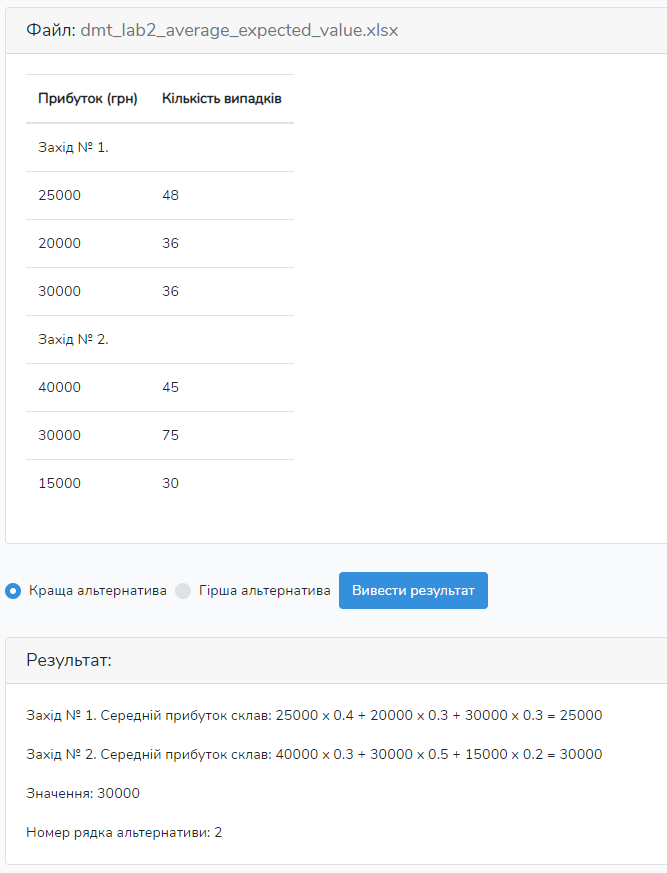 Файл: dmt_lab2_average_expected_value.xlsx
Прибуток (грн) Кількість випадків
Захід № 1.
25000 48
20000 36
30000 36
Захід № 2.
40000 45
30000 75
15000 30
Краща альтернатива Гірша альтернатива Вивести результат
Результат:
Захід № 1. Середній прибуток склав: 25000 x 0.4 + 20000 x 0.3 + 30000 x 0.3 = 25000
Захід № 2. Середній прибуток склав: 40000 x 0.3 + 30000 x 0.5 + 15000 x 0.2 = 30000
Значення: 30000
Номер рядка альтернативи: 2